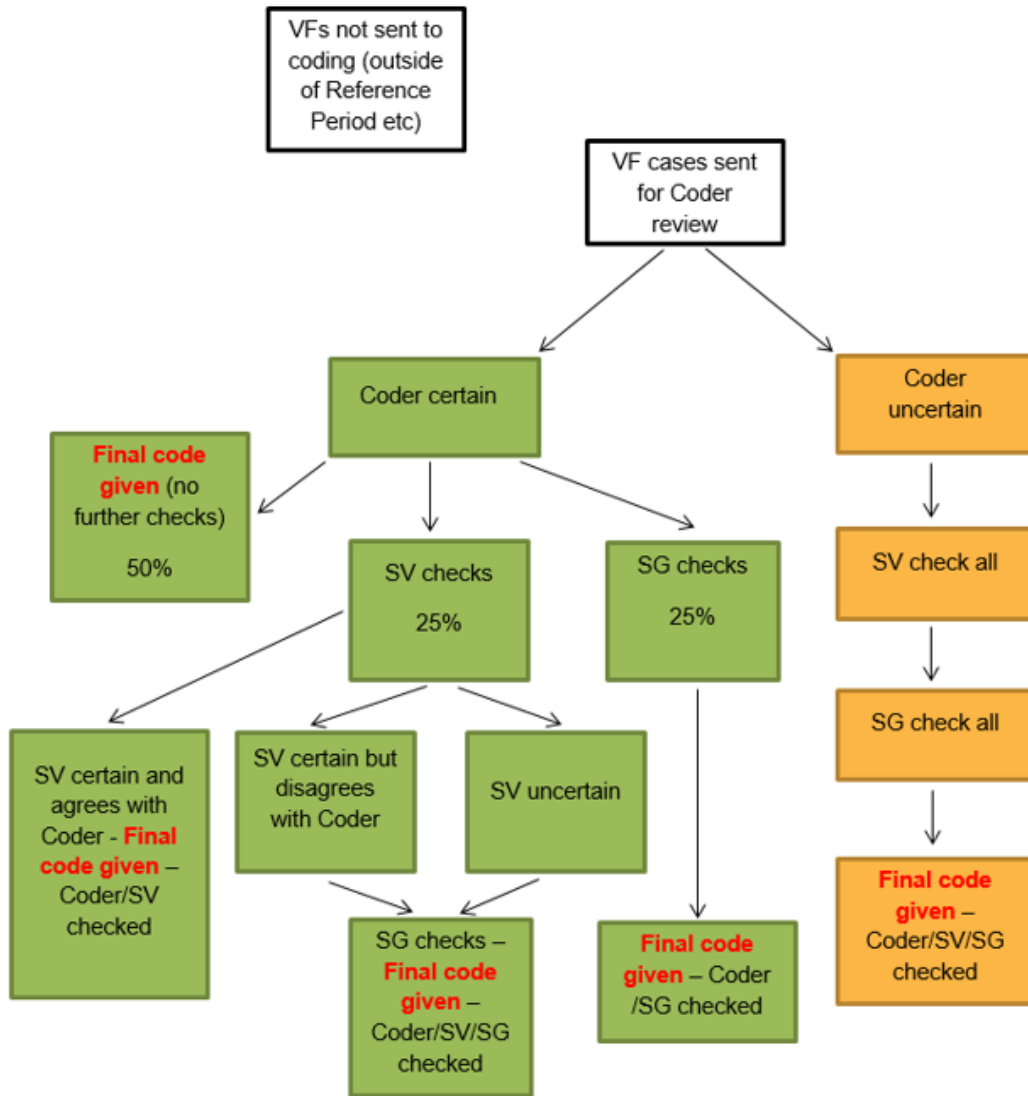 VFs not sent to
coding (outside
of Reference
Period etc)
VF cases sent
for Coder
review
Coder certain
Coder
uncertain
Final code
given (no
further checks)
50%
SV checks
25%
SG checks
25%
SV check all
SG check all
SV certain and
agrees with
Coder - Final
code given –
Coder/SV
checked
SV certain but
disagrees
with Coder
SV uncertain
SG checks –
Final code
given –
Coder/SV/SG
checked
Final code
given – Coder
/SG checked
Final code
given –
Coder/SV/SG
checked